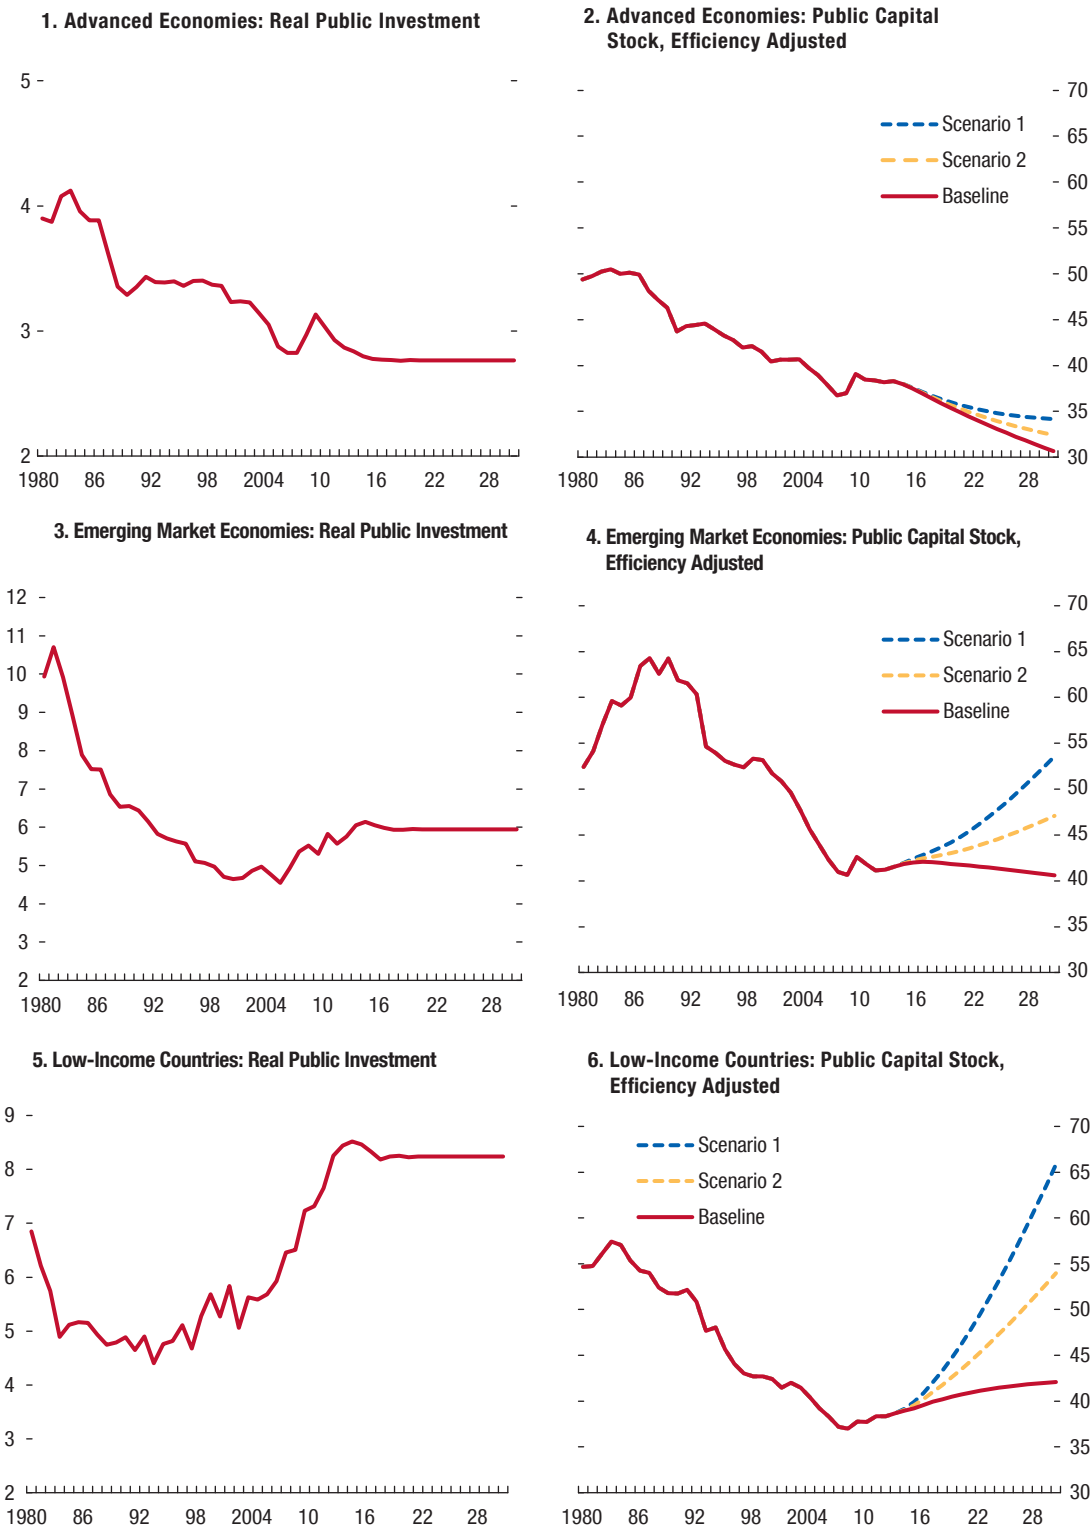 1. Advanced Economies: Real Public Investment
5
4
3
2
1980 86 92 98 2004 10 16 22 28
2. Advanced Economies: Public Capital
Stock, Efficiency Adjusted
70
65
60
55
50
45
40
35
30
Scenario 1
Scenario 2
Baseline
1980 86 92 98 2004 10 16 22 28
3. Emerging Market Economies: Real Public Investment
12
11
10
9
8
7
6
5
4
3
2
1980 86 92 98 2004 10 16 22 28
4. Emerging Market Economies: Public Capital Stock,
Efficiency Adjusted
70
65
60
55
50
45
40
35
30
Scenario 1
Scenario 2
Baseline
1980 86 92 98 2004 10 16 22 28
5. Low-Income Countries: Real Public Investment
9
8
7
6
5
4
3
2
1980 86 92 98 2004 10 16 22 28
6. Low-Income Countries: Public Capital Stock,
Efficiency Adjusted
70
65
60
55
50
45
40
35
30
Scenario 1
Scenario 2
Baseline
1980 86 92 98 2004 10 16 22 28